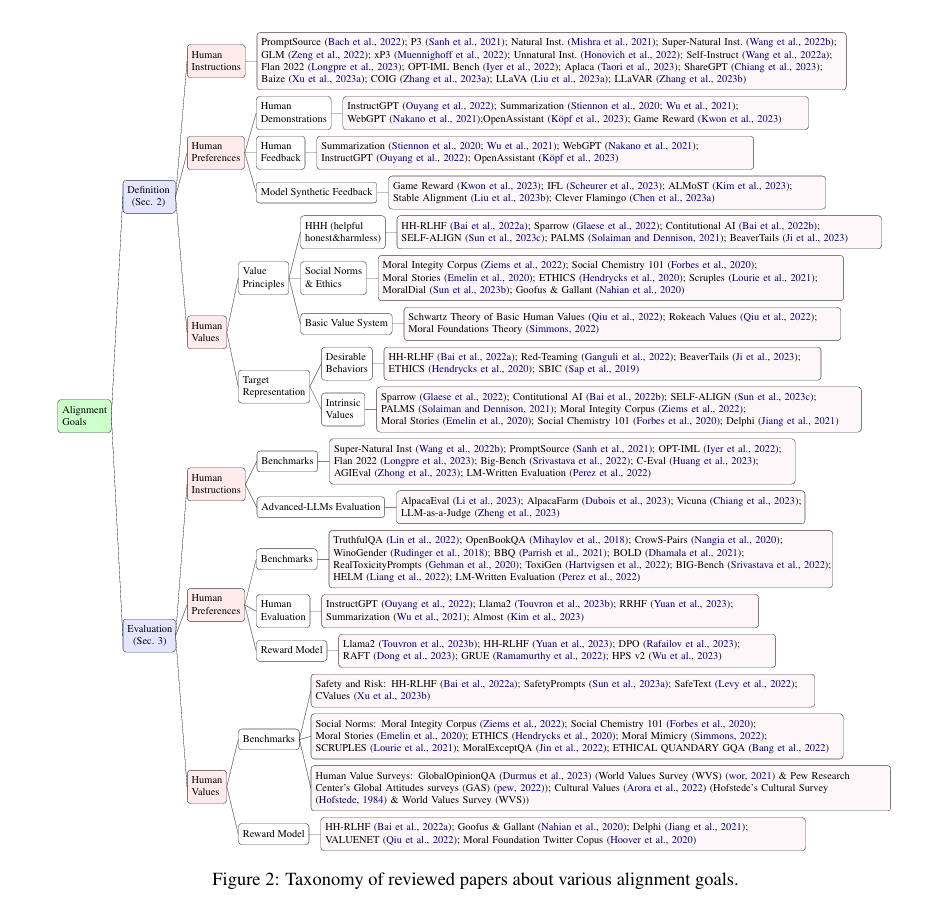 Human
Instructions
PromptSource (Bach et al., 2022); P3 (Sanh et al., 2021); Natural Inst. (Mishra et al., 2021); Super-Natural Inst. (Wang et al., 2022b);
GLM (Zeng et al., 2022); xP3 (Muennighoff et al., 2022); Unnatural Inst. (Honovich et al., 2022); Self-Instruct (Wang et al., 2022a);
Flan 2022 (Longpre et al., 2023); OPT-IML Bench (Iyer et al., 2022); Aplaca (Taori et al., 2023); ShareGPT (Chiang et al., 2023);
Baize (Xu et al., 2023a); COIG (Zhang et al., 2023a); LLaVA (Liu et al., 2023a); LLaVAR (Zhang et al., 2023b)
Human
Demonstrations
InstructGPT (Ouyang et al., 2022); Summarization (Stiennon et al., 2020; Wu et al., 2021);
WebGPT (Nakano et al., 2021);OpenAssistant (Köpf et al., 2023); Game Reward (Kwon et al., 2023)
Human
Preferences
Human
Feedback
Summarization (Stiennon et al., 2020; Wu et al., 2021); WebGPT (Nakano et al., 2021);
InstructGPT (Ouyang et al., 2022); OpenAssistant (Köpf et al., 2023)
Model Synthetic Feedback
Game Reward (Kwon et al., 2023); IFL (Scheurer et al., 2023); ALMoST (Kim et al., 2023);
Stable Alignment (Liu et al., 2023b); Clever Flamingo (Chen et al., 2023a)
Definition
(Sec. 2)
HHH (helpful
honest&harmless)
HH-RLHF (Bai et al., 2022a); Sparrow (Glaese et al., 2022); Contitutional AI (Bai et al., 2022b);
SELF-ALIGN (Sun et al., 2023c); PALMS (Solaiman and Dennison, 2021); BeaverTails (Ji et al., 2023)
Value
Principles
Social Norms
& Ethics
Moral Integity Corpus (Ziems et al., 2022); Social Chemistry 101 (Forbes et al., 2020);
Moral Stories (Emelin et al., 2020); ETHICS (Hendrycks et al., 2020); Scruples (Lourie et al., 2021);
MoralDial (Sun et al., 2023b); Goofus & Gallant (Nahian et al., 2020)
Basic Value System
Schwartz Theory of Basic Human Values (Qiu et al., 2022); Rokeach Values (Qiu et al., 2022);
Moral Foundations Theory (Simmons, 2022)
Human
Values
Target
Representation
Desirable
Behaviors
HH-RLHF (Bai et al., 2022a); Red-Teaming (Ganguli et al., 2022); BeaverTails (Ji et al., 2023);
ETHICS (Hendrycks et al., 2020); SBIC (Sap et al., 2019)
Intrinsic
Values
Sparrow (Glaese et al., 2022); Contitutional AI (Bai et al., 2022b); SELF-ALIGN (Sun et al., 2023c);
PALMS (Solaiman and Dennison, 2021); Moral Integity Corpus (Ziems et al., 2022);
Moral Stories (Emelin et al., 2020); Social Chemistry 101 (Forbes et al., 2020); Delphi (Jiang et al., 2021)
Alignment
Goals
Human
Instructions
Benchmarks
Super-Natural Inst (Wang et al., 2022b); PromptSource (Sanh et al., 2021); OPT-IML (Iyer et al., 2022);
Flan 2022 (Longpre et al., 2023); Big-Bench (Srivastava et al., 2022); C-Eval (Huang et al., 2023);
AGIEval (Zhong et al., 2023); LM-Written Evaluation (Perez et al., 2022)
Advanced-LLMs Evaluation
AlpacaEval (Li et al., 2023); AlpacaFarm (Dubois et al., 2023); Vicuna (Chiang et al., 2023);
LLM-as-a-Judge (Zheng et al., 2023)
Benchmarks
TruthfulQA (Lin et al., 2022); OpenBookQA (Mihaylov et al., 2018); CrowS-Pairs (Nangia et al., 2020);
WinoGender (Rudinger et al., 2018); BBQ (Parrish et al., 2021); BOLD (Dhamala et al., 2021);
RealToxicityPrompts (Gehman et al., 2020); ToxiGen (Hartvigsen et al., 2022); BIG-Bench (Srivastava et al., 2022);
HELM (Liang et al., 2022); LM-Written Evaluation (Perez et al., 2022)
Human
Preferences
Human
Evaluation
InstructGPT (Ouyang et al., 2022); Llama2 (Touvron et al., 2023b); RRHF (Yuan et al., 2023);
Summarization (Wu et al., 2021); Almost (Kim et al., 2023)
Reward Model
Llama2 (Touvron et al., 2023b); HH-RLHF (Yuan et al., 2023); DPO (Rafailov et al., 2023);
RAFT (Dong et al., 2023); GRUE (Ramamurthy et al., 2022); HPS v2 (Wu et al., 2023)
Evaluation
(Sec. 3)
Safety and Risk: HH-RLHF (Bai et al., 2022a); SafetyPrompts (Sun et al., 2023a); SafeText (Levy et al., 2022);
CValues (Xu et al., 2023b)
Benchmarks
Social Norms: Moral Integity Corpus (Ziems et al., 2022); Social Chemistry 101 (Forbes et al., 2020);
Moral Stories (Emelin et al., 2020); ETHICS (Hendrycks et al., 2020); Moral Mimicry (Simmons, 2022);
SCRUPLES (Lourie et al., 2021); MoralExceptQA (Jin et al., 2022); ETHICAL QUANDARY GQA (Bang et al., 2022)
Human
Values
Human Value Surveys: GlobalOpinionQA (Durmus et al., 2023) (World Values Survey (WVS) (wor, 2021) & Pew Research
Center's Global Attitudes surveys (GAS) (pew, 2022)); Cultural Values (Arora et al., 2022) (Hofstede's Cultural Survey
(Hofstede, 1984) & World Values Survey (WVS))
Reward Model
HH-RLHF (Bai et al., 2022a); Goofus & Gallant (Nahian et al., 2020); Delphi (Jiang et al., 2021);
VALUENET (Qiu et al., 2022); Moral Foundation Twitter Copus (Hoover et al., 2020)
Figure 2: Taxonomy of reviewed papers about various alignment goals.